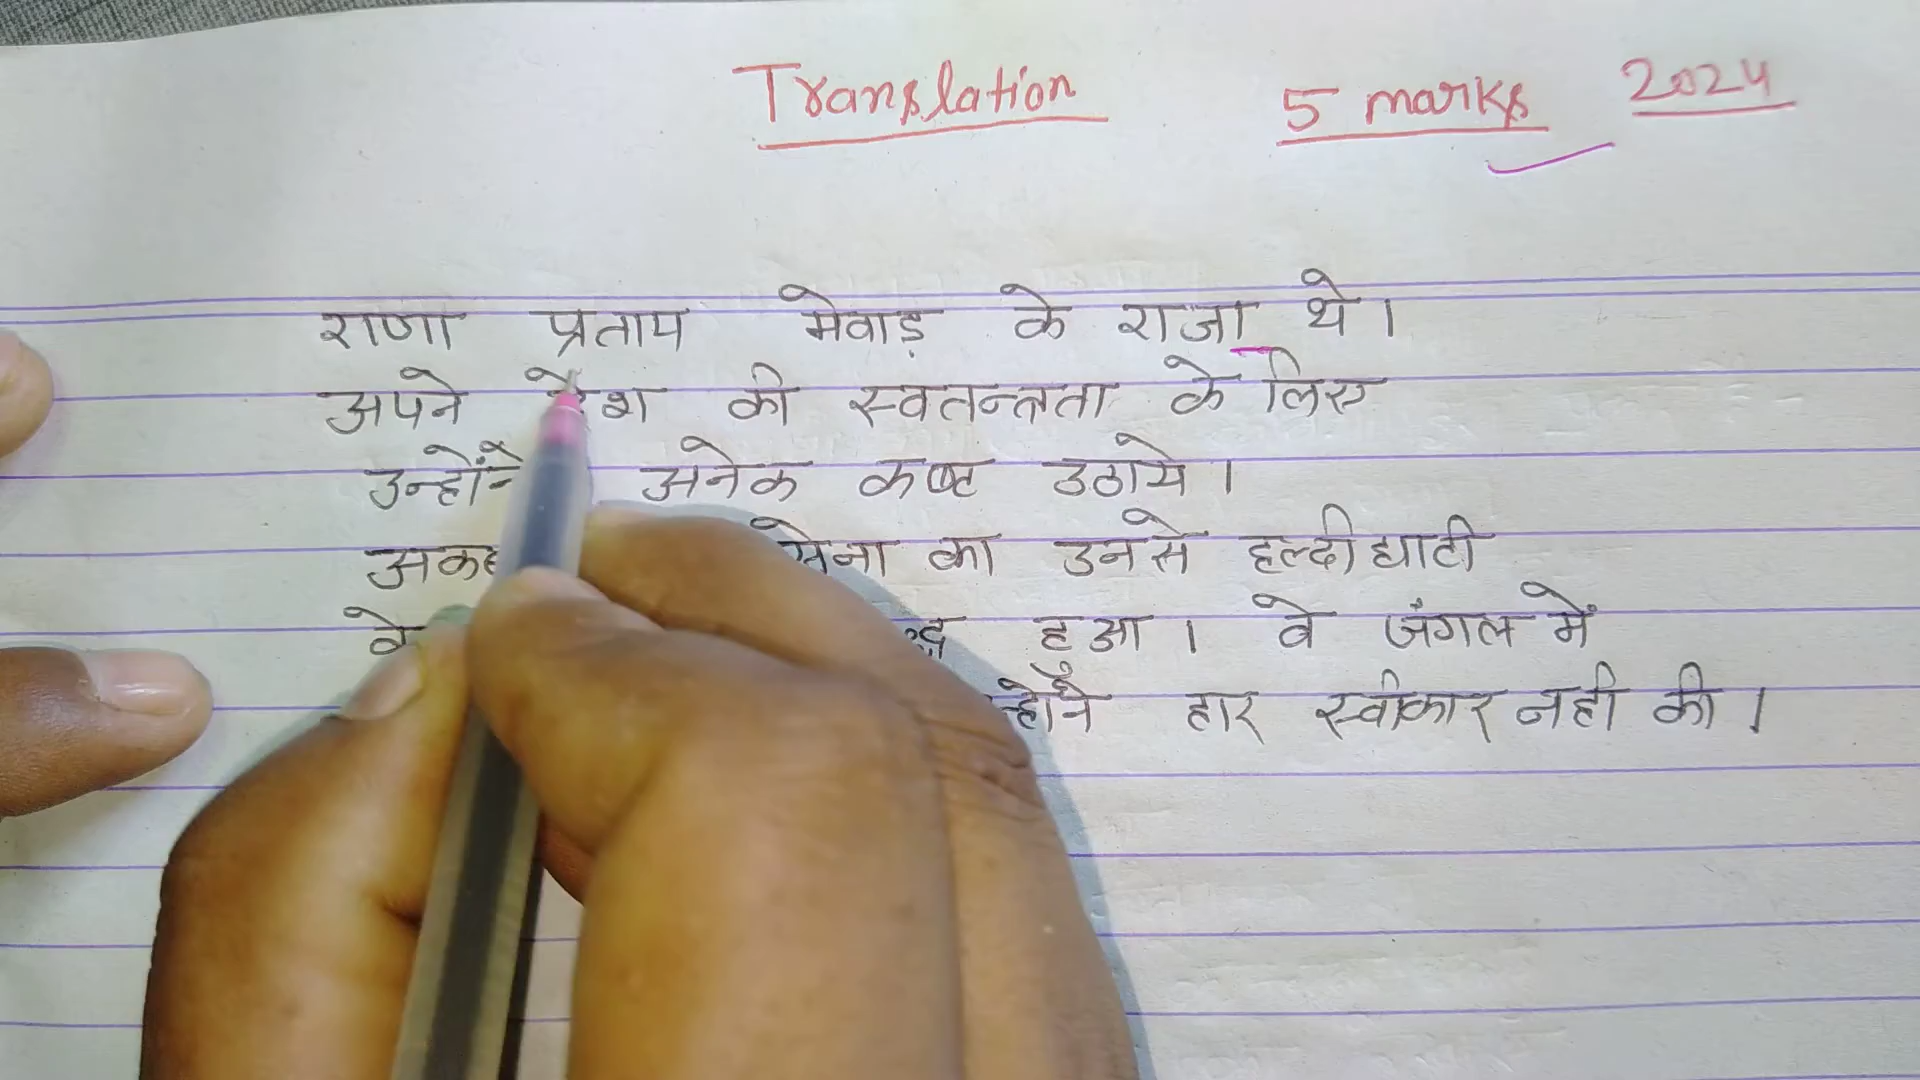 Translation 5 marks 2024
राणा प्रताप मेवाड़ के राजा थे।
अपने देश की स्वतन्त्रता के लिए
उन्होंने अनेक कष्ट उठाये।
सेना का उनसे हल्दीघाटी
हुआ। वे जंगल में
हार स्वीकार नही की।